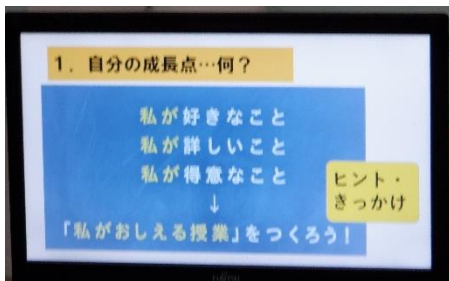 1. 自分の成長点…何?
私が好きなこと
私が詳しいこと
私が得意なこと
↓
ヒント・
きっかけ
「私がおしえる授業」をつくろう!
FUJITSU